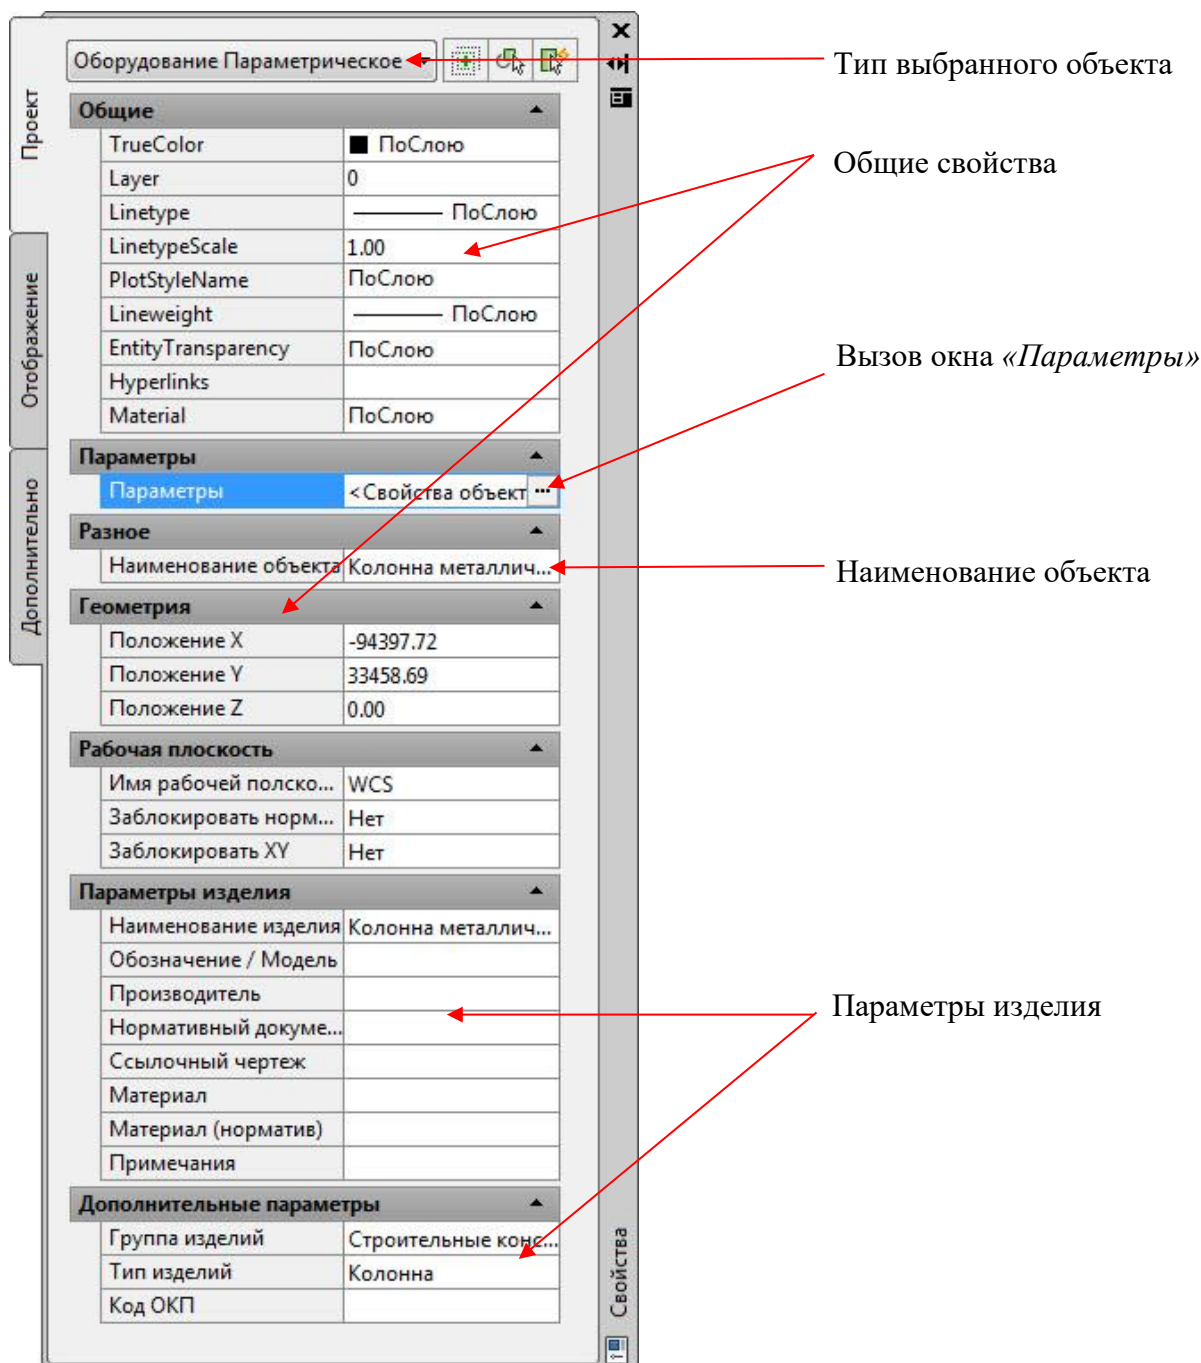 Оборудование Параметрическое
Тип выбранного объекта
Проект
Отображение
Дополнительно
Общие
TrueColor ПоСлою
Layer 0
Linetype ПоСлою
LinetypeScale 1.00
PlotStyleName ПоСлою
Lineweight ПоСлою
EntityTransparency ПоСлою
Hyperlinks
Material ПоСлою
Общие свойства
Параметры
Параметры <Свойства объект ...
Вызов окна «Параметры»
Разное
Наименование объекта Колонна металлич...
Наименование объекта
Геометрия
Положение X -94397.72
Положение Y 33458.69
Положение Z 0.00
Рабочая плоскость
Имя рабочей полско... WCS
Заблокировать норм... Нет
Заблокировать XY Нет
Параметры изделия
Наименование изделия Колонна металлич...
Обозначение / Модель
Производитель
Нормативный докуме...
Ссылочный чертеж
Материал
Материал (норматив)
Примечания
Параметры изделия
Дополнительные параметры
Группа изделий Строительные конс...
Тип изделий Колонна
Код ОКП
Свойства